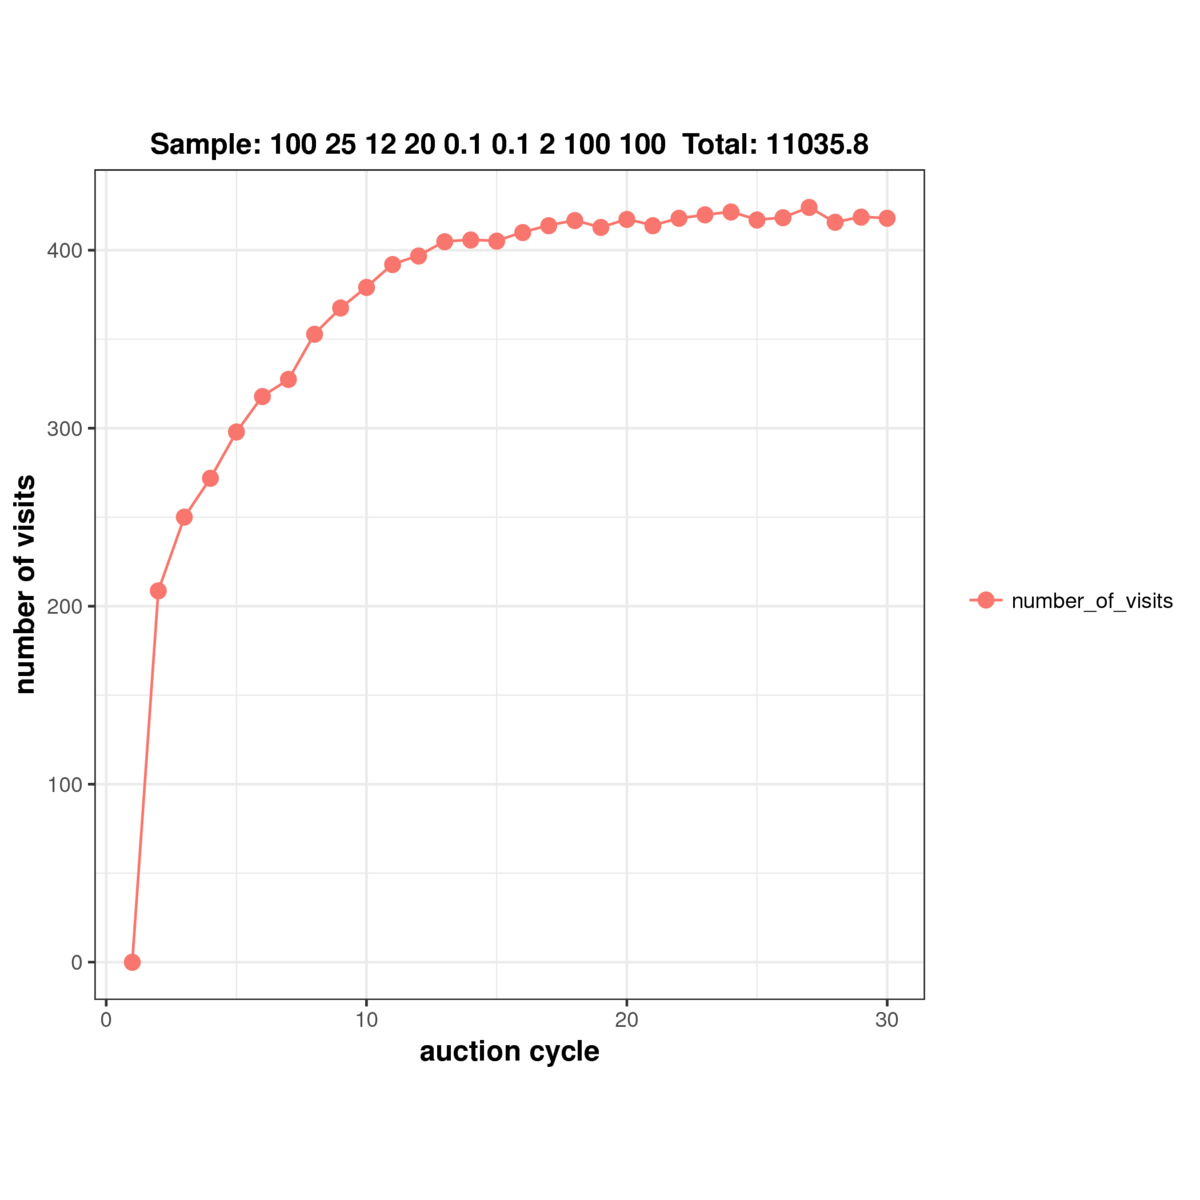 Sample: 100 25 12 20 0.1 0.1 2 100 100  Total: 11035.8
400
300
200
100
0
number of visits
0 10 20 30
auction cycle
number_of_visits